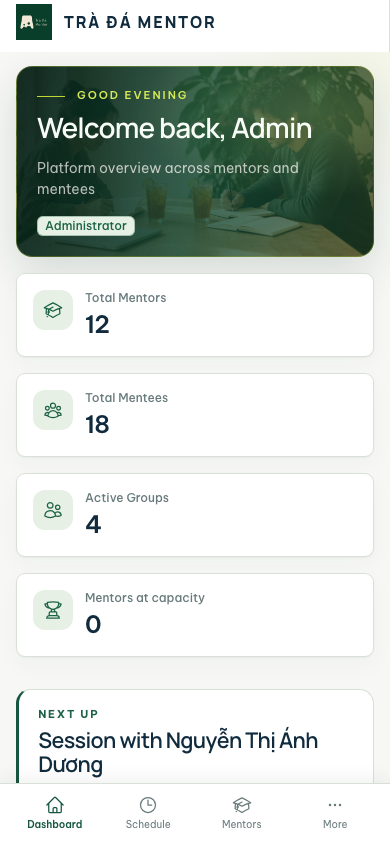 TRÀ ĐÁ MENTOR
GOOD EVENING
Welcome back, Admin
Platform overview across mentors and
mentees
Administrator
Total Mentors
12
Total Mentees
18
Active Groups
4
Mentors at capacity
0
NEXT UP
Session with Nguyễn Thị Ánh
Dương
Dashboard
Schedule
Mentors
More